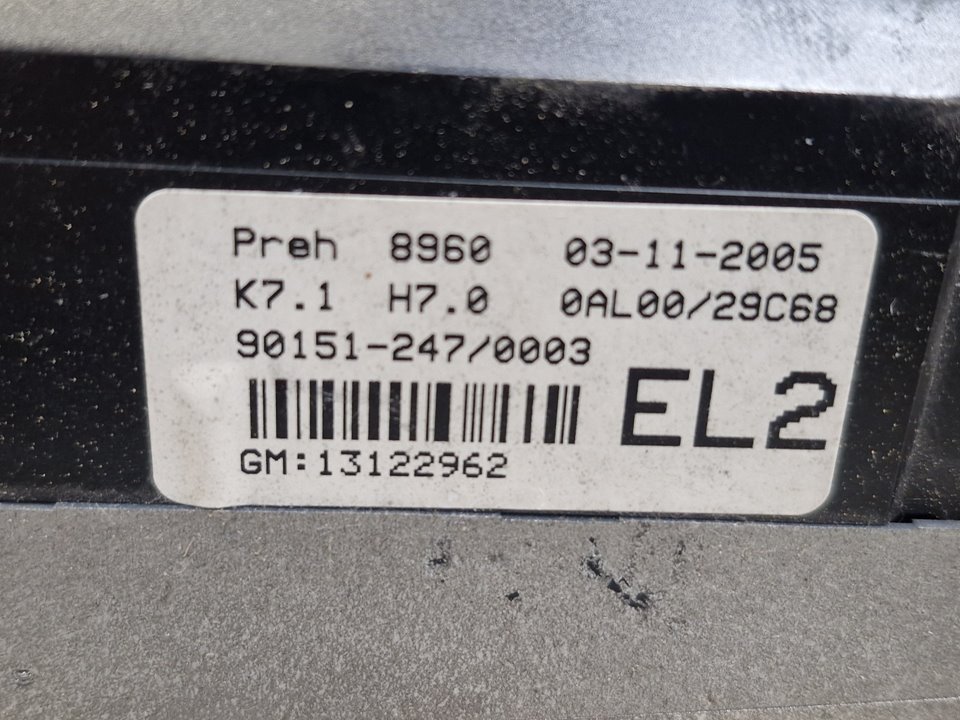 Preh 8960 03-11-2005
K7.1 H7.0 0AL00/29C68
90151-247/0003
EL2
GM:13122962